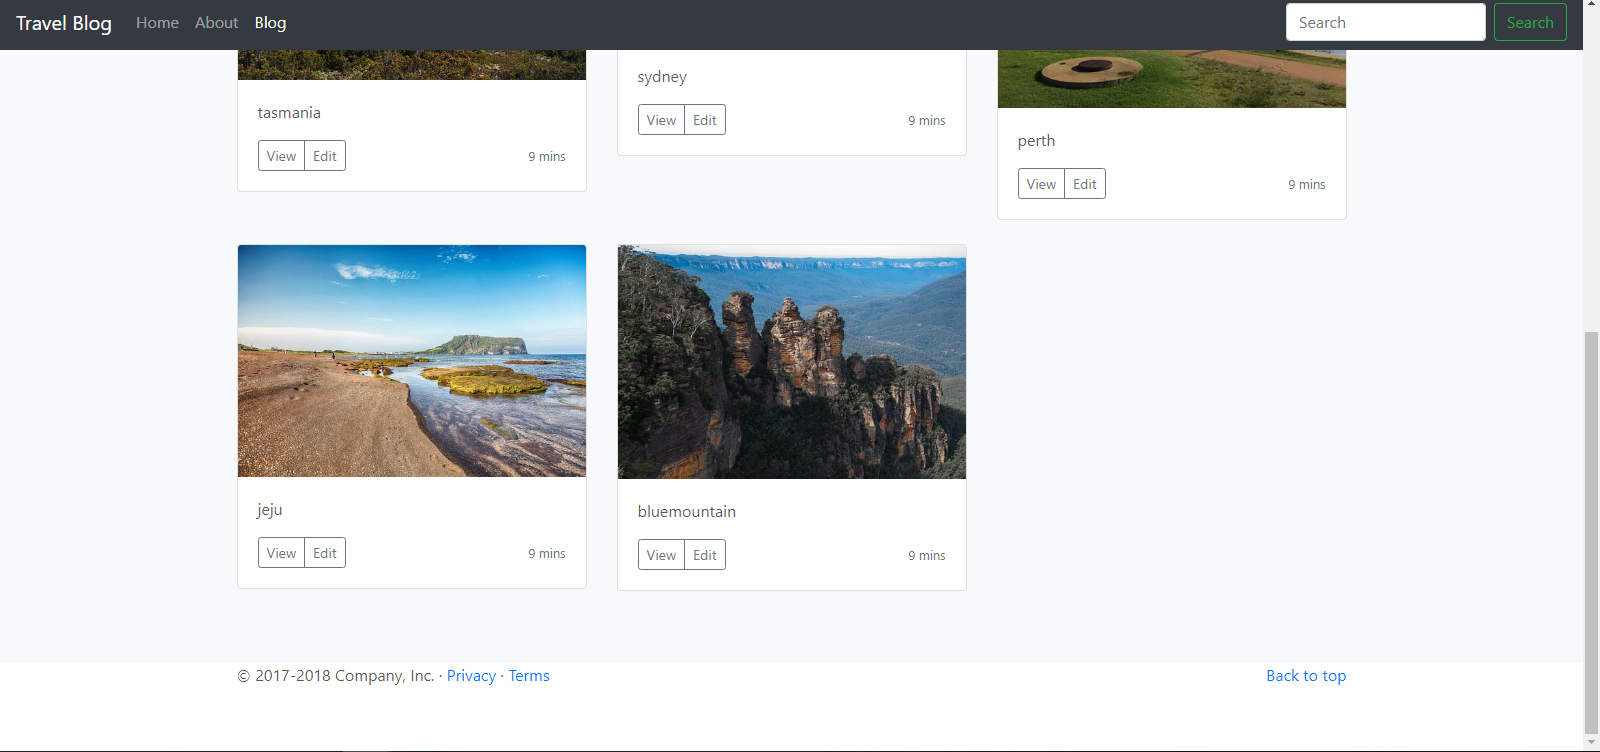 Travel Blog Home About Blog Search Search
sydney
View Edit 9 mins
tasmania
View Edit 9 mins
perth
View Edit 9 mins
jeju
View Edit 9 mins
bluemountain
View Edit 9 mins
© 2017-2018 Company, Inc. · Privacy · Terms Back to top